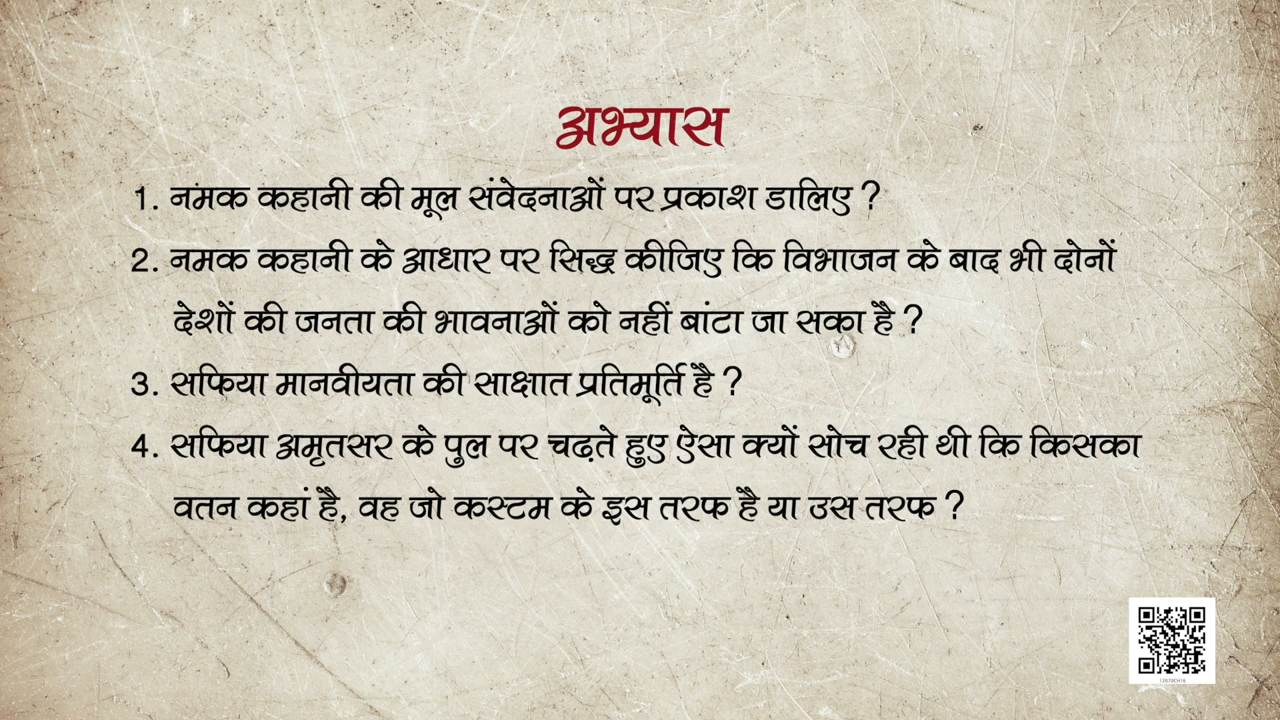 अभ्यास
1. नमक कहानी की मूल संवेदनाओं पर प्रकाश डालिए ?
2. नमक कहानी के आधार पर सिद्ध कीजिए कि विभाजन के बाद भी दोनों
देशों की जनता की भावनाओं को नहीं बांटा जा सका है ?
3. सफिया मानवीयता की साक्षात प्रतिमूर्ति है ?
4. सफिया अमृतसर के पुल पर चढ़ते हुए ऐसा क्यों सोच रही थी कि किसका
वतन कहां है, वह जो कस्टम के इस तरफ है या उस तरफ ?
12070CH16